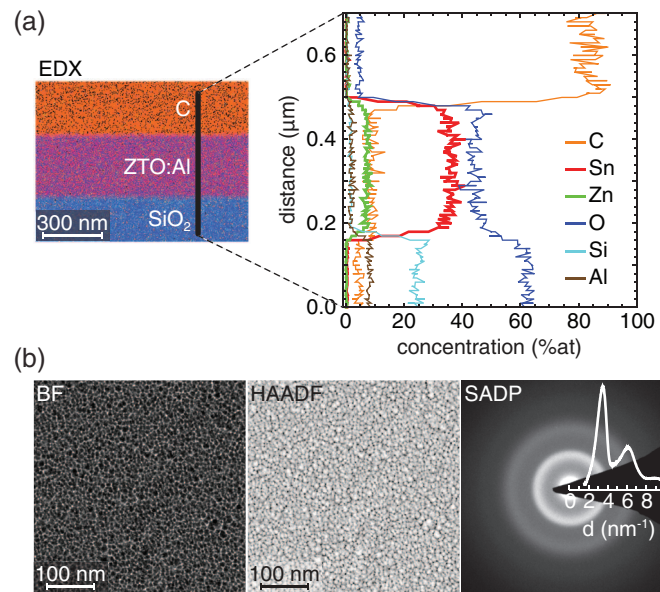 (a)
EDX
C
ZTO:Al
SiO₂
300 nm
distance (μm)
0.6
0.4
0.2
0.0
C
Sn
Zn
O
Si
Al
0 20 40 60 80 100
concentration (%at)
(b)
BF
HAADF
SADP
100 nm
100 nm
0 2 4 6 8
d (nm⁻¹)